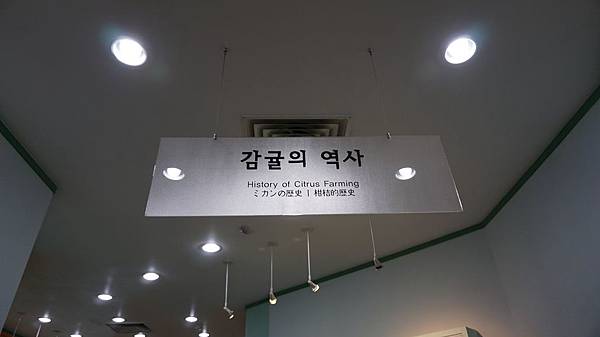 감귤의 역사
History of Citrus Farming
ミカンの歴史 | 柑桔的歷史